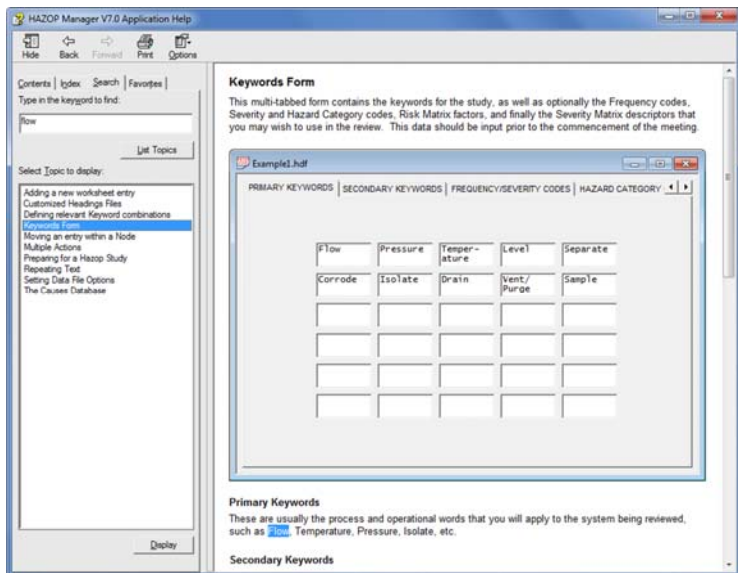 HAZOP Manager V7.0 Application Help
Hide Back Forward Print Options
Contents Index Search Favorites
Type in the keyword to find:
flow
List Topics
Select Topic to display:
Adding a new worksheet entry
Customized Headings Files
Defining relevant Keyword combinations
Keywords Form
Moving an entry within a Node
Multiple Actions
Preparing for a Hazop Study
Repeating Text
Setting Data File Options
The Causes Database
Display
Keywords Form
This multi-tabbed form contains the keywords for the study, as well as optionally the Frequency codes,
Severity and Hazard Category codes, Risk Matrix factors, and finally the Severity Matrix descriptors that
you may wish to use in the review. This data should be input prior to the commencement of the meeting.
Example1.hdf
PRIMARY KEYWORDS SECONDARY KEYWORDS FREQUENCY/SEVERITY CODES HAZARD CATEGORY
Flow Pressure Temper-
ature Level Separate
Corrode Isolate Drain Vent/
Purge Sample
Primary Keywords
These are usually the process and operational words that you will apply to the system being reviewed,
such as Flow, Temperature, Pressure, Isolate, etc.
Secondary Keywords